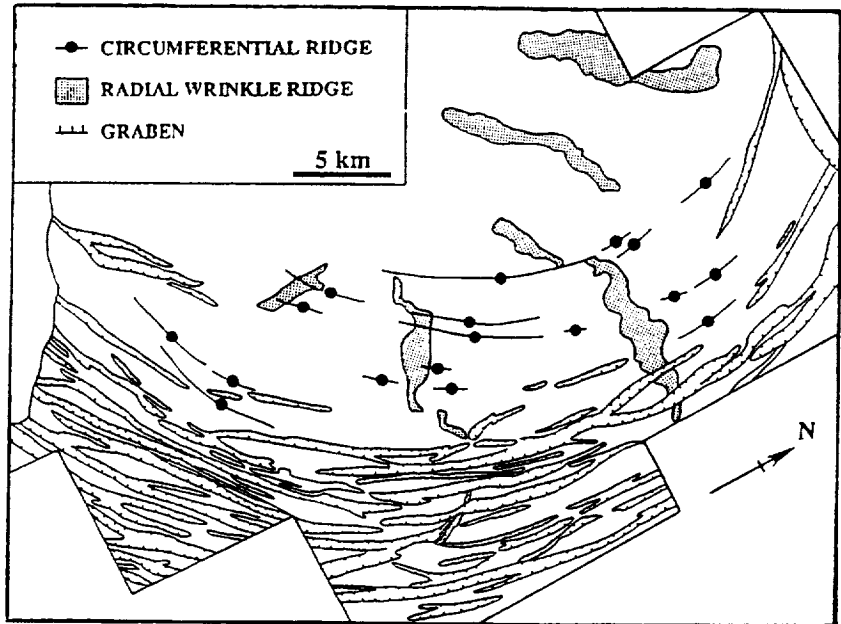 CIRCUMFERENTIAL RIDGE
RADIAL WRINKLE RIDGE
GRABEN
5 km
N